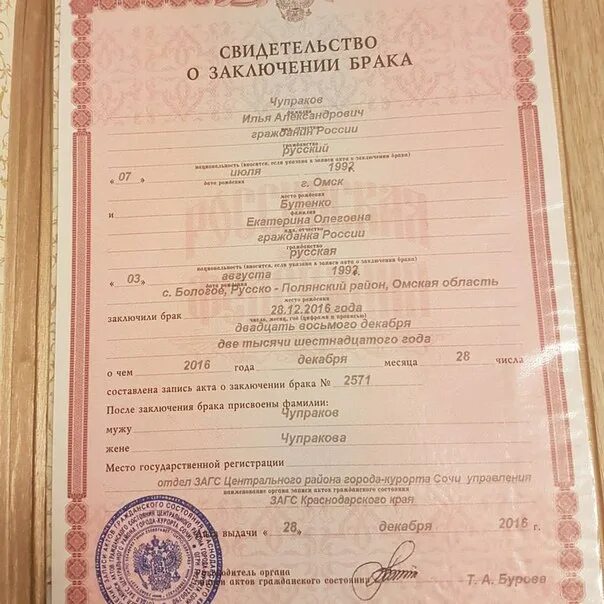 СВИДЕТЕЛЬСТВО
О ЗАКЛЮЧЕНИИ БРАКА
Чупраков
фамилия
Илья Александрович
гражданин России
гражданство
русский
национальность (вносится, если указана в записи акта о заключении брака)
" 07 " июля 1992 г.
дата рождения
г. Омск
место рождения
и Бутенко
фамилия
Екатерина Олеговна
имя, отчество
гражданка России
гражданство
русская
национальность (вносится, если указана в записи акта о заключении брака)
" 03 " августа 1992 г.
дата рождения
с. Бологое, Русско - Полянский район, Омская область
место рождения
заключили брак 28.12.2016 года
число, месяц, год (цифрами и прописью)
двадцать восьмого декабря
две тысячи шестнадцатого года
о чем 2016 года декабря месяца 28 числа
составлена запись акта о заключении брака № 2571
После заключения брака присвоены фамилии:
мужу Чупраков
жене Чупракова
Место государственной регистрации
отдел ЗАГС Центрального района города-курорта Сочи управления
наименование органа записи актов гражданского состояния
ЗАГС Краснодарского края
Дата выдачи " 28 " декабря 2016 г.
Руководитель органа
записи актов гражданского состояния Т. А. Бурова